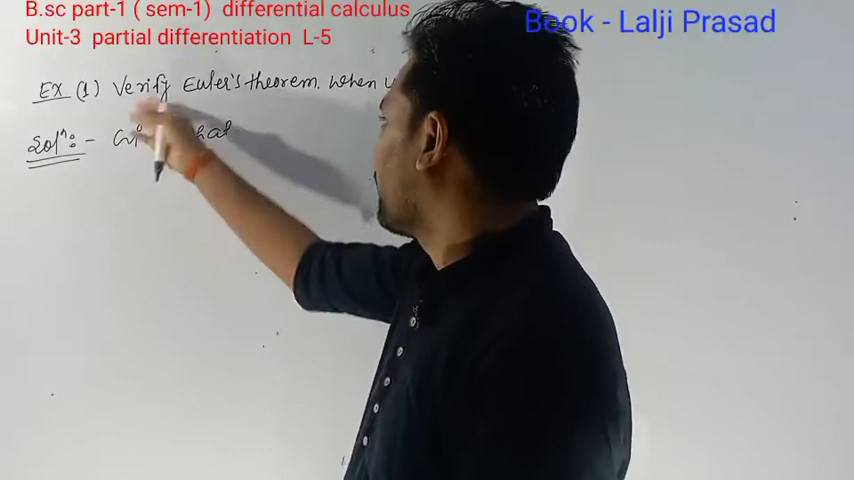 B.sc part-1 ( sem-1) differential calculus
Unit-3 partial differentiation L-5
Book - Lalji Prasad
EX (1) Verify Euler's theorem. When u
Solⁿ:-